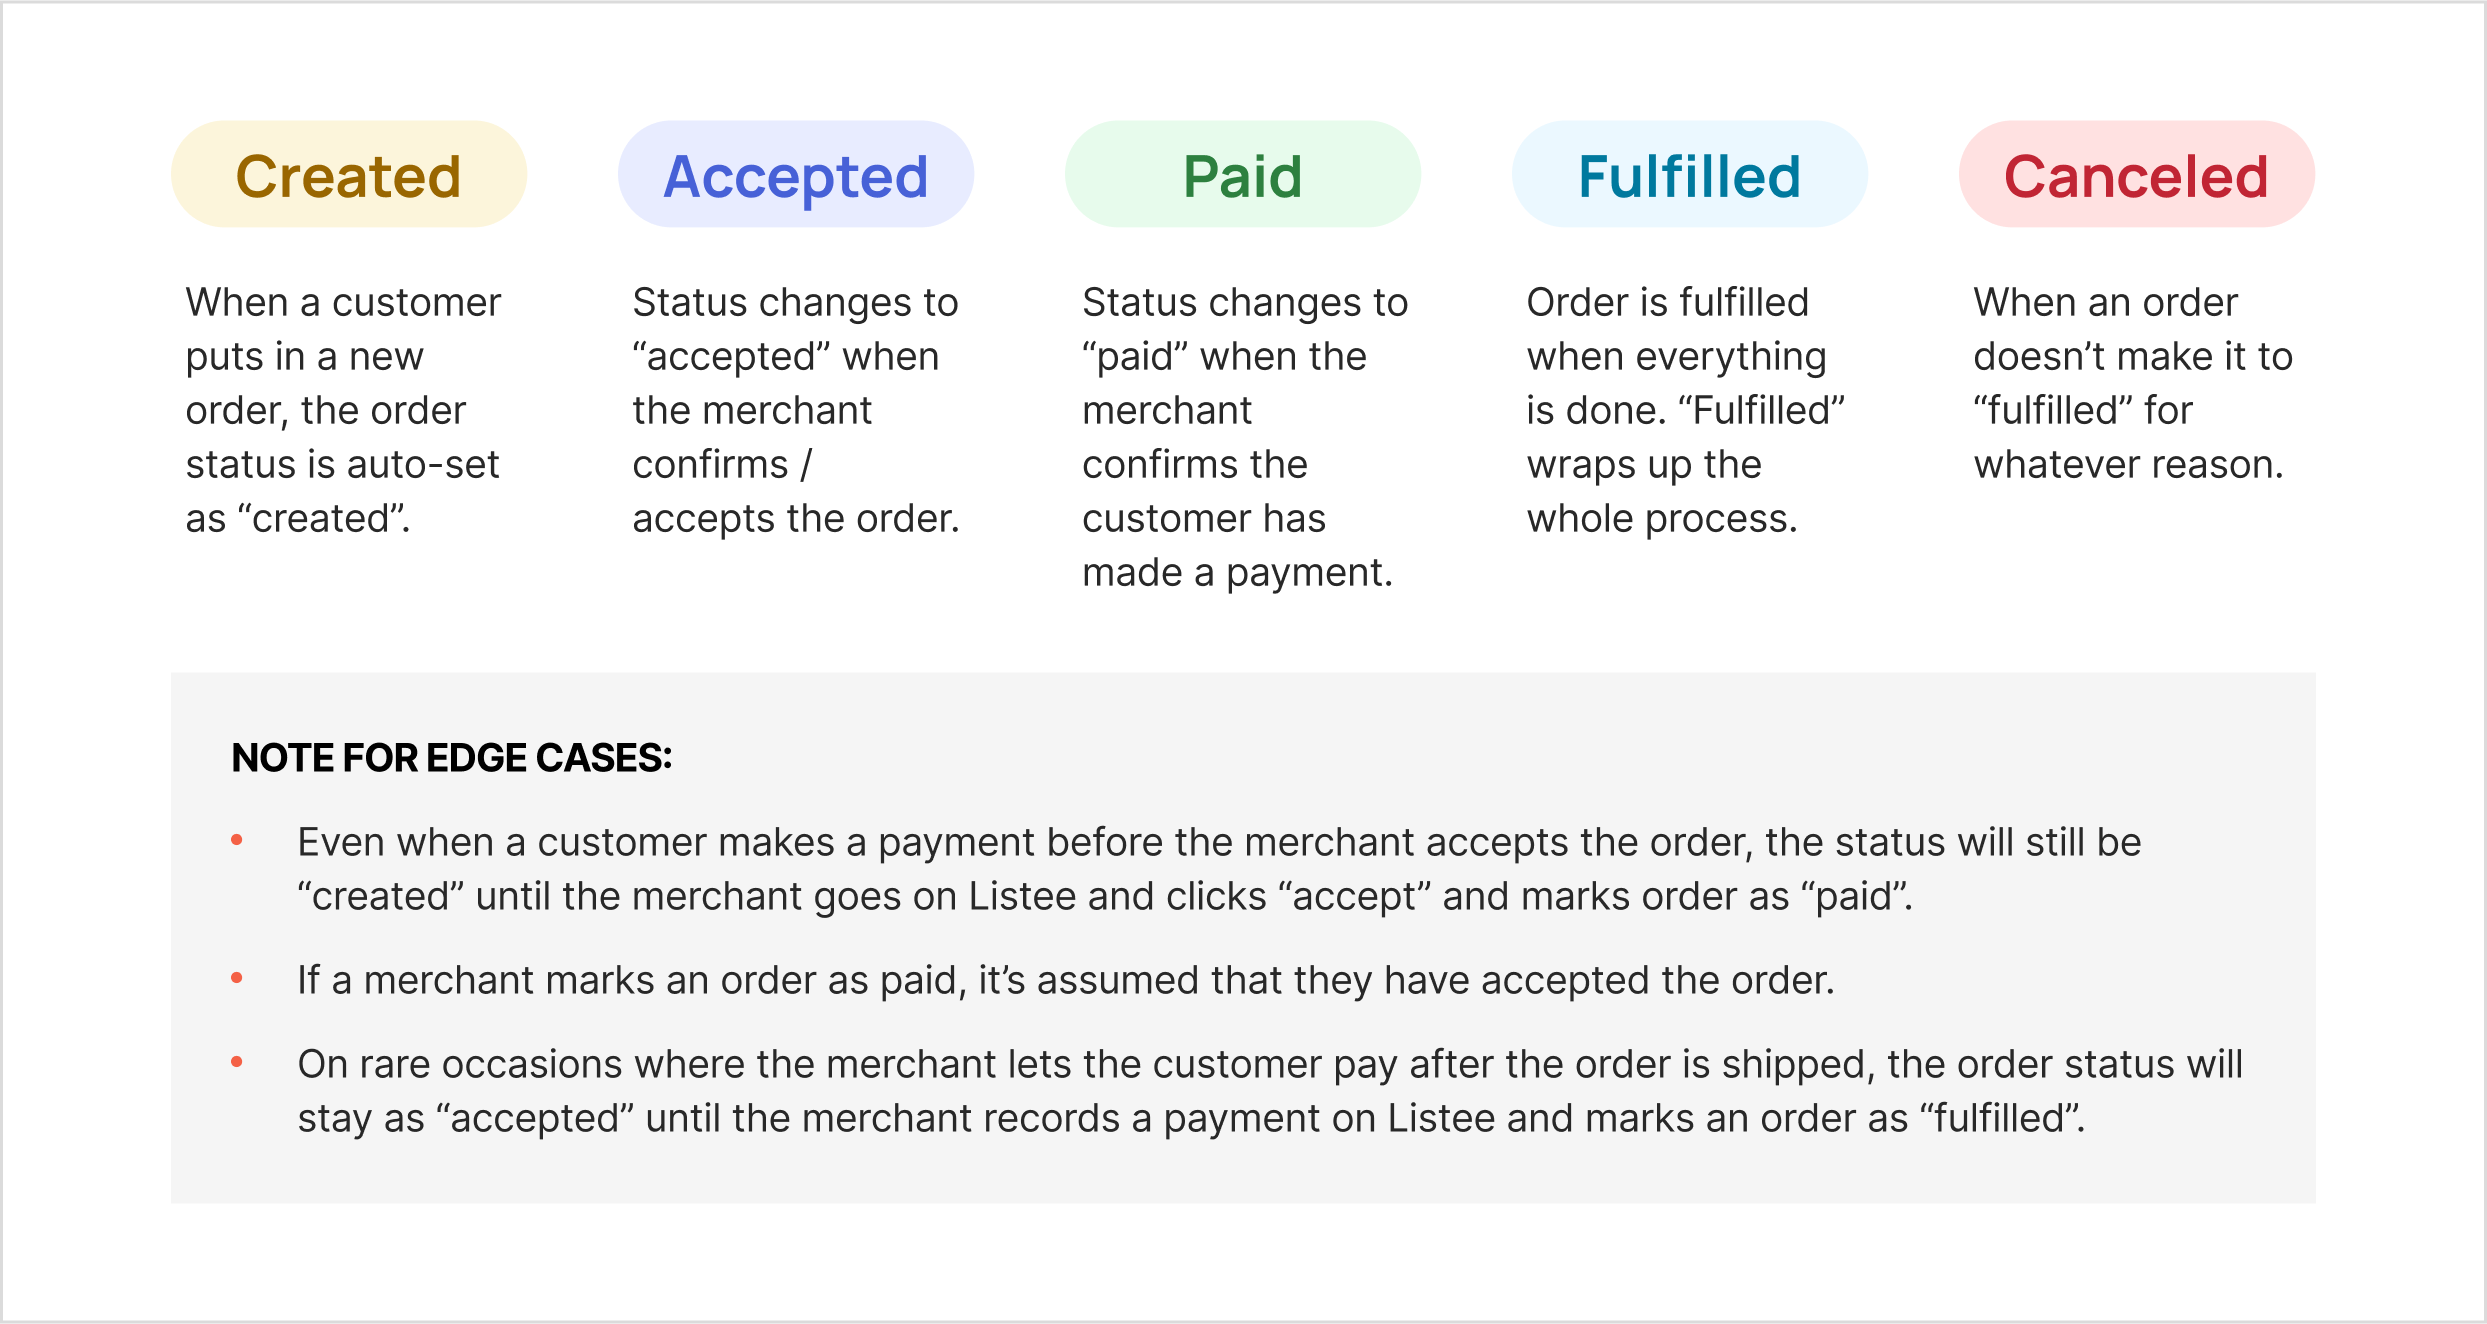 Created
When a customer
puts in a new
order, the order
status is auto-set
as “created”.
Accepted
Status changes to
“accepted” when
the merchant
confirms /
accepts the order.
Paid
Status changes to
“paid” when the
merchant
confirms the
customer has
made a payment.
Fulfilled
Order is fulfilled
when everything
is done. “Fulfilled”
wraps up the
whole process.
Canceled
When an order
doesn’t make it to
“fulfilled” for
whatever reason.
NOTE FOR EDGE CASES:
• Even when a customer makes a payment before the merchant accepts the order, the status will still be
“created” until the merchant goes on Listee and clicks “accept” and marks order as “paid”.
• If a merchant marks an order as paid, it’s assumed that they have accepted the order.
• On rare occasions where the merchant lets the customer pay after the order is shipped, the order status will
stay as “accepted” until the merchant records a payment on Listee and marks an order as “fulfilled”.